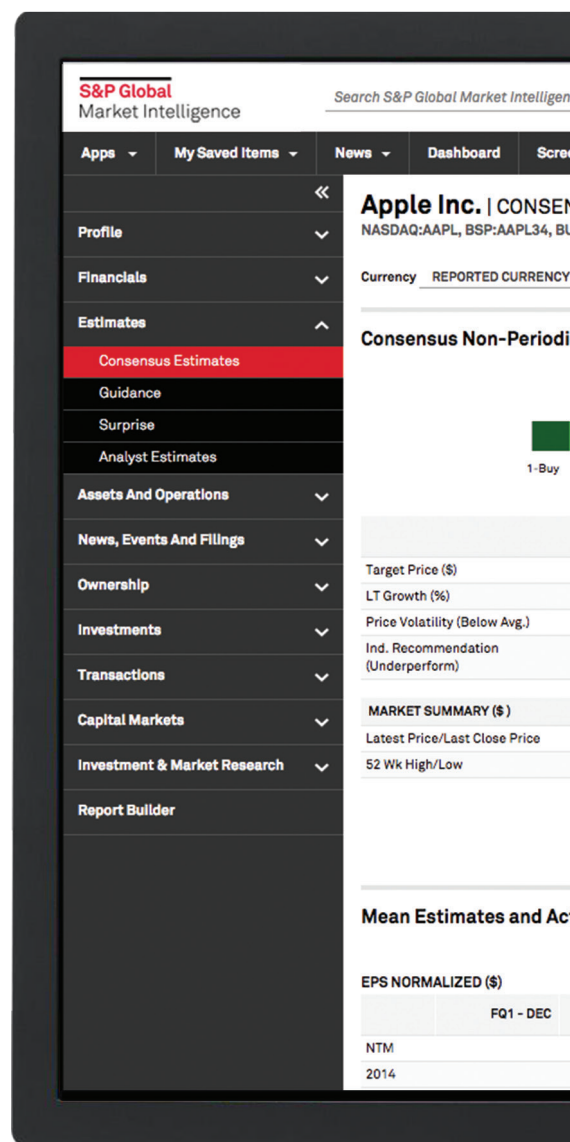 S&P Global
Market Intelligence
Search S&P Global Market Intelligen
Apps
My Saved Items
News
Dashboard
Scree
Profile
Financials
Estimates
Consensus Estimates
Guidance
Surprise
Analyst Estimates
Assets And Operations
News, Events And Filings
Ownership
Investments
Transactions
Capital Markets
Investment & Market Research
Report Builder
Apple Inc. | CONSEN
NASDAQ:AAPL, BSP:AAPL34, BU
Currency REPORTED CURRENCY
Consensus Non-Periodi
1-Buy
Target Price ($)
LT Growth (%)
Price Volatility (Below Avg.)
Ind. Recommendation
(Underperform)
MARKET SUMMARY ($ )
Latest Price/Last Close Price
52 Wk High/Low
Mean Estimates and Act
EPS NORMALIZED ($)
FQ1 - DEC
NTM
2014